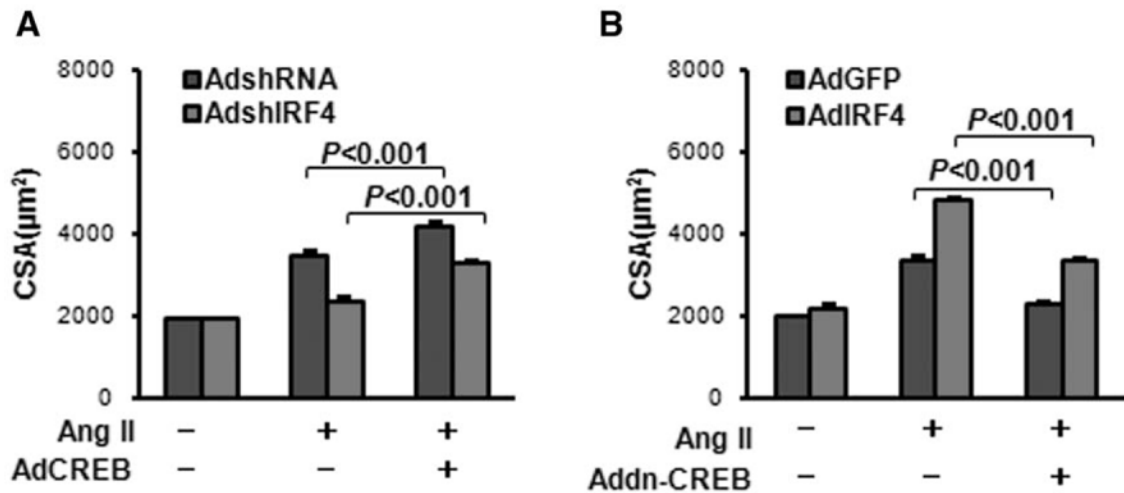 A
8000
6000
4000
2000
0
CSA(µm²)
AdshRNA
AdshIRF4
P<0.001
P<0.001
Ang II − + +
AdCREB − − +
B
8000
6000
4000
2000
0
CSA(µm²)
AdGFP
AdIRF4
P<0.001
P<0.001
Ang II − + +
Addn-CREB − − +